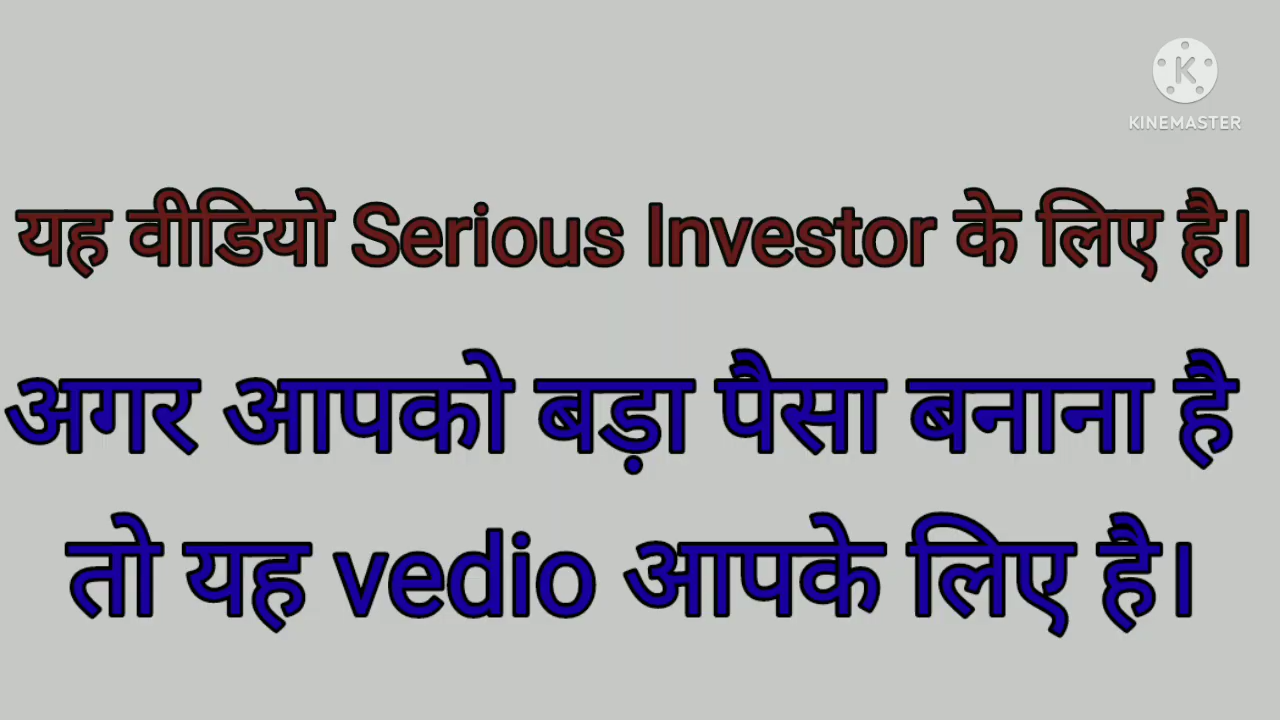 KINEMASTER
यह वीडियो Serious Investor के लिए है।
अगर आपको बड़ा पैसा बनाना है
तो यह vedio आपके लिए है।